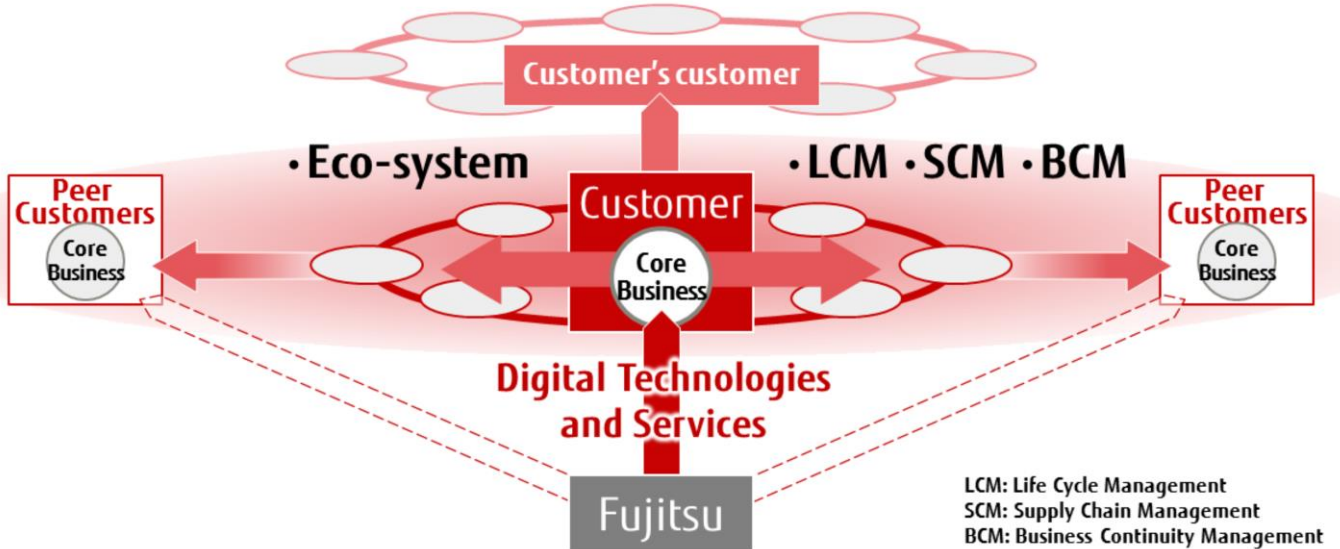 Customer's customer
• Eco-system
• LCM • SCM • BCM
Peer
Customers
Core
Business
Customer
Core
Business
Peer
Customers
Core
Business
Digital Technologies
and Services
Fujitsu
LCM: Life Cycle Management
SCM: Supply Chain Management
BCM: Business Continuity Management